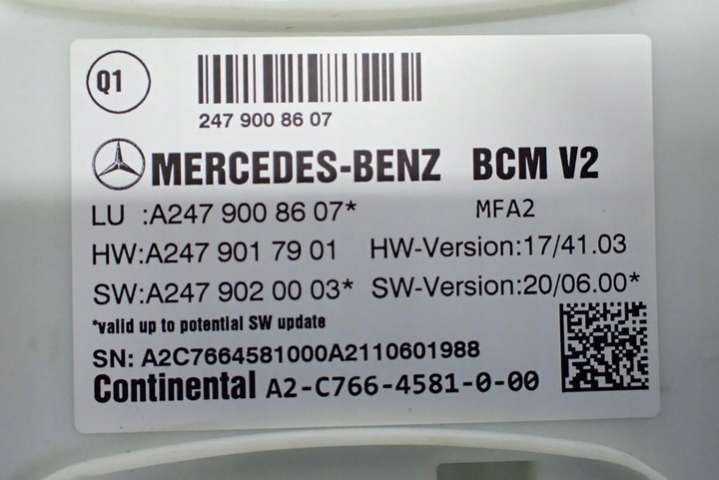 Q1
247 900 86 07
MERCEDES-BENZ BCM V2
LU :A247 900 86 07* MFA2
HW:A247 901 79 01 HW-Version:17/41.03
SW:A247 902 00 03* SW-Version:20/06.00*
*valid up to potential SW update
SN: A2C7664581000A2110601988
Continental A2-C766-4581-0-00